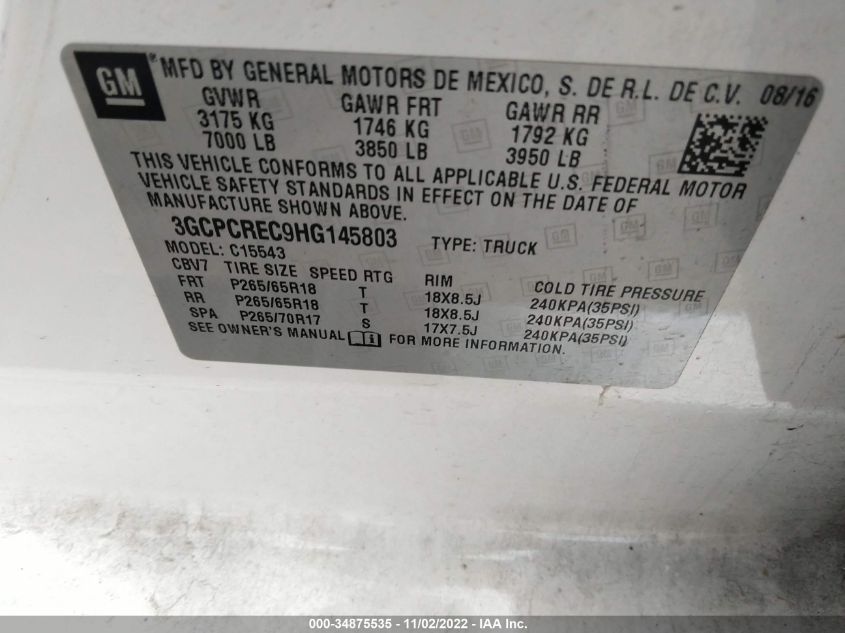 GM ® MFD BY GENERAL MOTORS DE MEXICO, S. DE R.L. DE C.V. 08/16
GVWR GAWR FRT GAWR RR
3175 KG 1746 KG 1792 KG
7000 LB 3850 LB 3950 LB
THIS VEHICLE CONFORMS TO ALL APPLICABLE U.S. FEDERAL MOTOR
VEHICLE SAFETY STANDARDS IN EFFECT ON THE DATE OF
MANUFACTURE SHOWN ABOVE.
3GCPCREC9HG145803 TYPE: TRUCK
MODEL: C15543
CBV7 TIRE SIZE SPEED RTG RIM COLD TIRE PRESSURE
FRT P265/65R18 T 18X8.5J 240KPA(35PSI)
RR P265/65R18 T 18X8.5J 240KPA(35PSI)
SPA P265/70R17 S 17X7.5J 240KPA(35PSI)
SEE OWNER'S MANUAL FOR MORE INFORMATION.
000-34875535 - 11/02/2022 - IAA Inc.